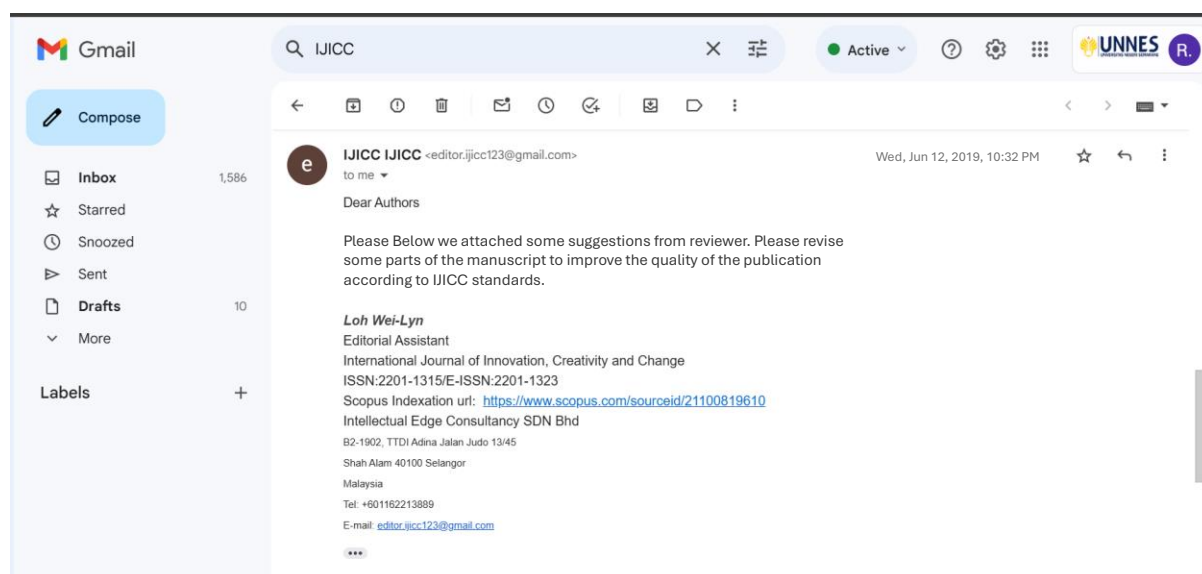 Gmail
IJICC
Active
UNNES
R.
Compose
Inbox 1,586
Starred
Snoozed
Sent
Drafts 10
More
Labels
e
IJICC IJICC <editor.ijicc123@gmail.com>
Wed, Jun 12, 2019, 10:32 PM
to me
Dear Authors
Please Below we attached some suggestions from reviewer. Please revise
some parts of the manuscript to improve the quality of the publication
according to IJICC standards.
Loh Wei-Lyn
Editorial Assistant
International Journal of Innovation, Creativity and Change
ISSN:2201-1315/E-ISSN:2201-1323
Scopus Indexation url: https://www.scopus.com/sourceid/21100819610
Intellectual Edge Consultancy SDN Bhd
B2-1902, TTDI Adina Jalan Judo 13/45
Shah Alam 40100 Selangor
Malaysia
Tel: +601162213889
E-mail: editor.ijicc123@gmail.com